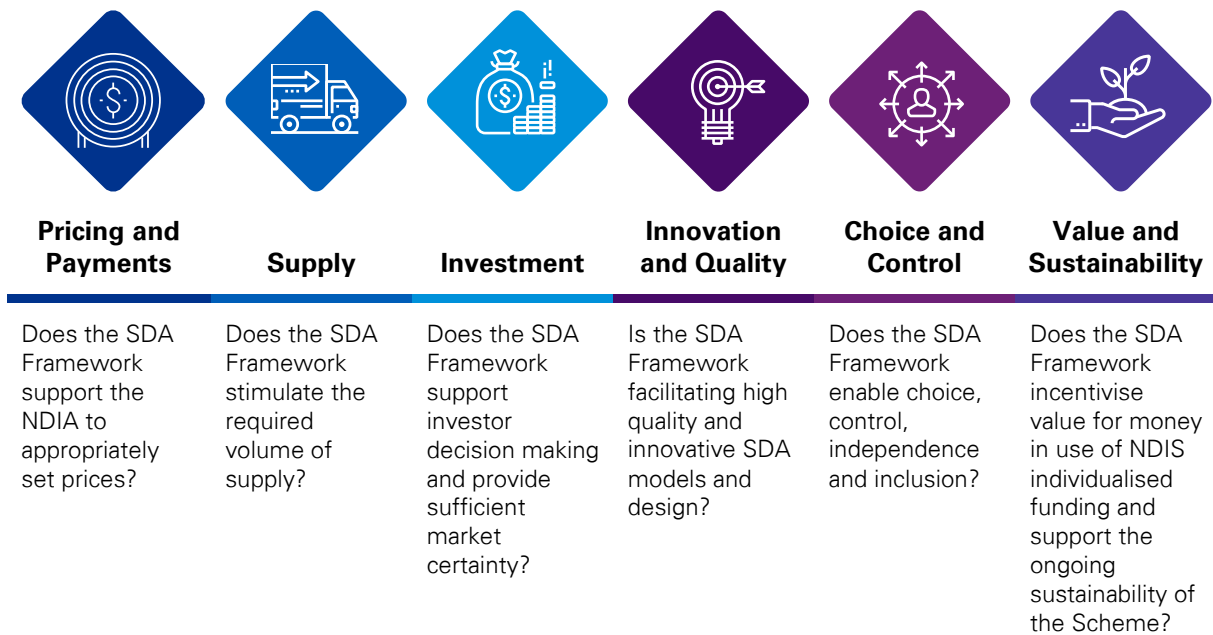 Pricing and
Payments
Supply
Investment
Innovation
and Quality
Choice and
Control
Value and
Sustainability
Does the SDA
Framework
support the
NDIA to
appropriately
set prices?
Does the SDA
Framework
stimulate the
required
volume of
supply?
Does the SDA
Framework
support
investor
decision making
and provide
sufficient
market
certainty?
Is the SDA
Framework
facilitating high
quality and
innovative SDA
models and
design?
Does the SDA
Framework
enable choice,
control,
independence
and inclusion?
Does the SDA
Framework
incentivise
value for money
in use of NDIS
individualised
funding and
support the
ongoing
sustainability of
the Scheme?